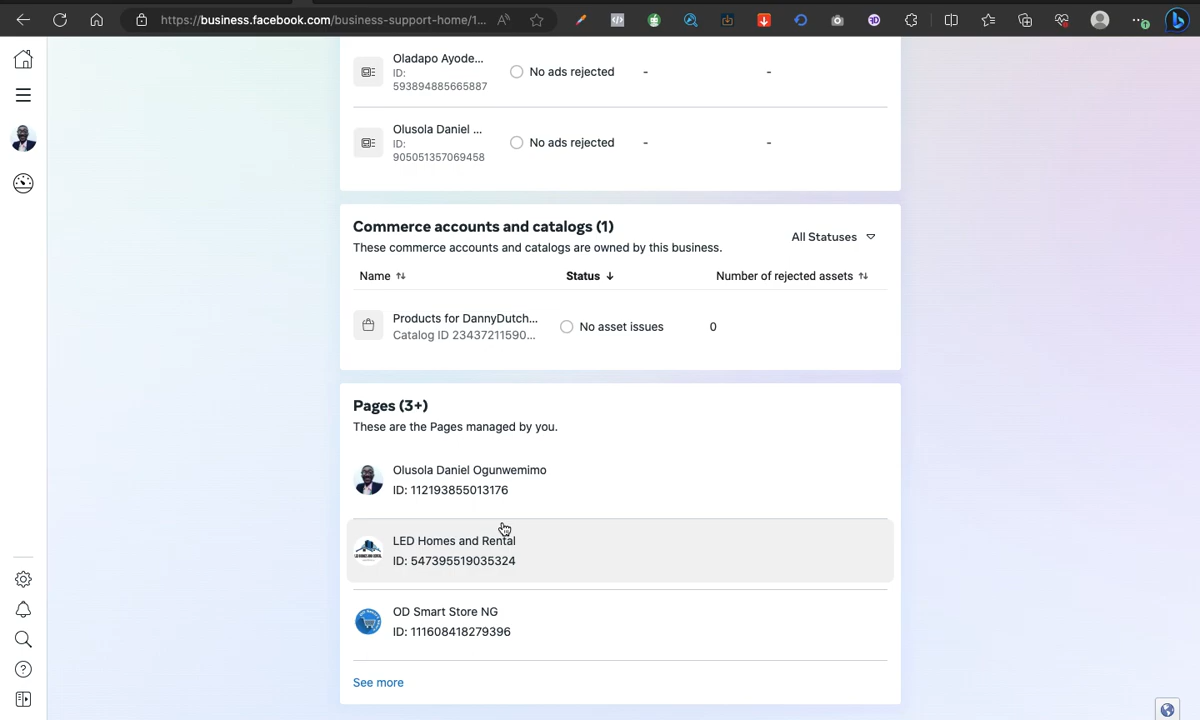 https://business.facebook.com/business-support-home/1...
Oladapo Ayode...
ID:
593894885665887
No ads rejected
-
-
Olusola Daniel ...
ID:
905051357069458
No ads rejected
-
-
Commerce accounts and catalogs (1)
These commerce accounts and catalogs are owned by this business.
All Statuses
Name
Status
Number of rejected assets
Products for DannyDutch...
Catalog ID 23437211590...
No asset issues
0
Pages (3+)
These are the Pages managed by you.
Olusola Daniel Ogunwemimo
ID: 112193855013176
LED Homes and Rental
ID: 547395519035324
OD Smart Store NG
ID: 111608418279396
See more